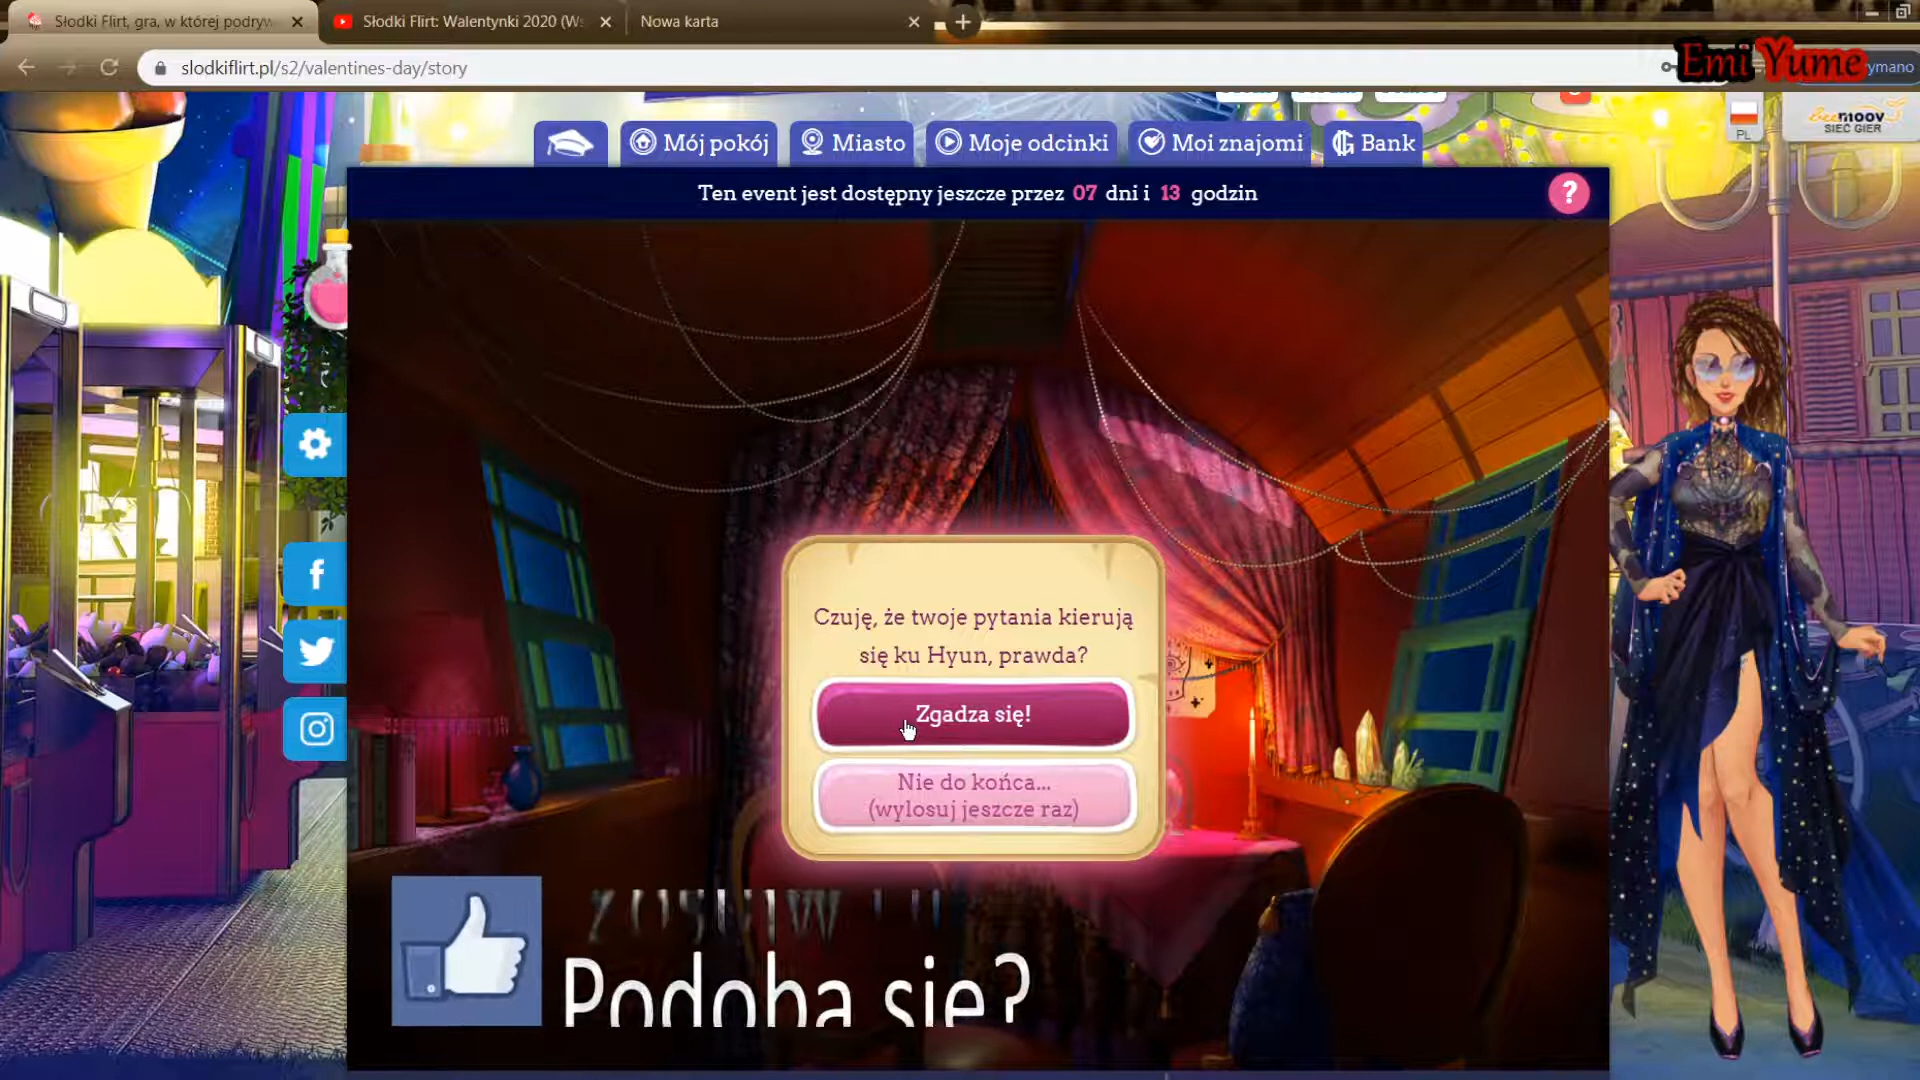 Słodki Flirt, gra, w której podryw
Słodki Flirt: Walentynki 2020 (Ws
Nowa karta
slodkiflirt.pl/s2/valentines-day/story
Emi Yume
ymano
Mój pokój
Miasto
Moje odcinki
Moi znajomi
Bank
PL
Beemoov
SIEĆ GIER
Ten event jest dostępny jeszcze przez 07 dni i 13 godzin
?
Czuję, że twoje pytania kierują
się ku Hyun, prawda?
Zgadza się!
Nie do końca...
(wylosuj jeszcze raz)
Podoba się?